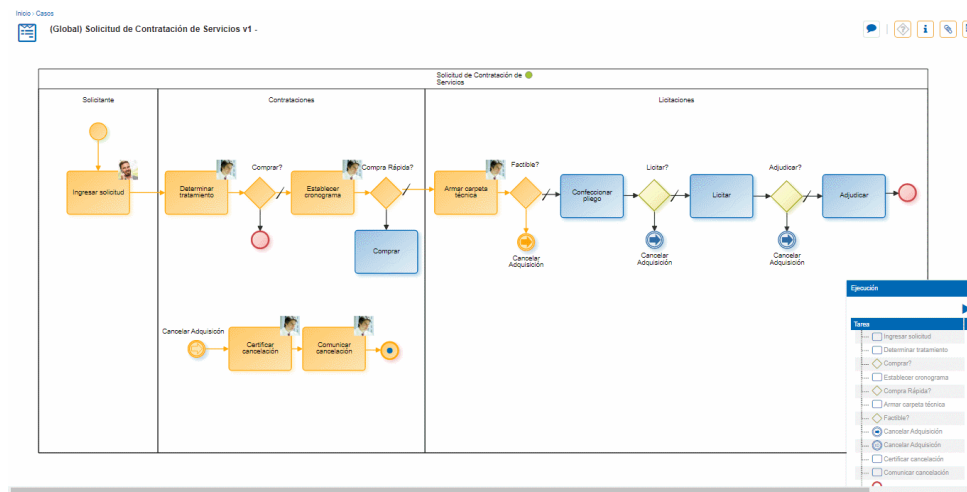 Inicio - Casos
(Global) Solicitud de Contratación de Servicios v1 -
Solicitud de Contratación de
Servicios
Solicitante
Contrataciones
Licitaciones
Ingresar solicitud
Determinar
tratamiento
Comprar?
Establecer
cronograma
Compra Rápida?
Comprar
Armar carpeta
técnica
Factible?
Cancelar
Adquisición
Confeccionar
pliego
Licitar?
Cancelar
Adquisición
Licitar
Adjudicar?
Cancelar
Adquisición
Adjudicar
Cancelar Adquisicón
Certificar
cancelación
Comunicar
cancelación
Ejecución
Tarea
Ingresar solicitud
Determinar tratamiento
Comprar?
Establecer cronograma
Compra Rápida?
Armar carpeta técnica
Factible?
Cancelar Adquisición
Cancelar Adquisicón
Certificar cancelación
Comunicar cancelación